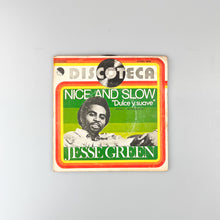 DISCOTECA
NICE AND SLOW
"Dulce y suave"
JESSE GREEN